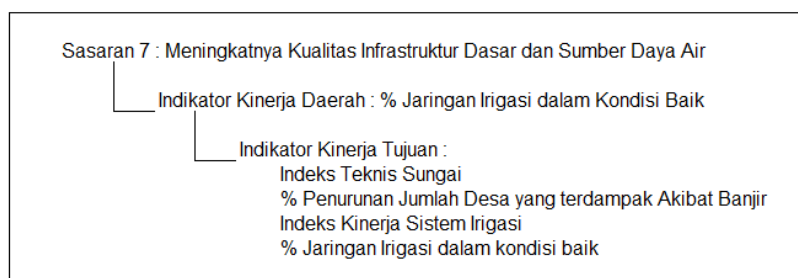 Sasaran 7 : Meningkatnya Kualitas Infrastruktur Dasar dan Sumber Daya Air
Indikator Kinerja Daerah : % Jaringan Irigasi dalam Kondisi Baik
Indikator Kinerja Tujuan :
Indeks Teknis Sungai
% Penurunan Jumlah Desa yang terdampak Akibat Banjir
Indeks Kinerja Sistem Irigasi
% Jaringan Irigasi dalam kondisi baik